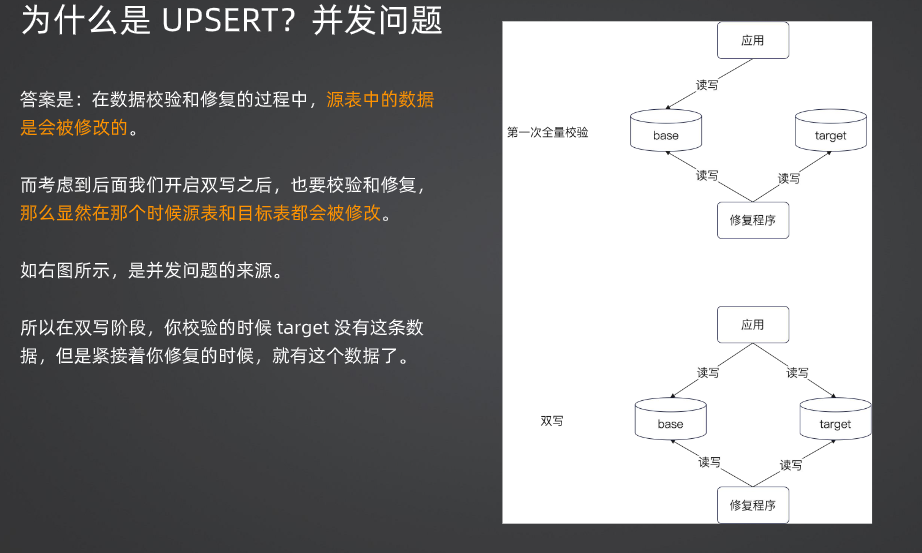 为什么是 UPSERT？并发问题
答案是：在数据校验和修复的过程中，源表中的数据
是会被修改的。
而考虑到后面我们开启双写之后，也要校验和修复，
那么显然在那个时候源表和目标表都会被修改。
如右图所示，是并发问题的来源。
所以在双写阶段，你校验的时候 target 没有这条数
据，但是紧接着你修复的时候，就有这个数据了。
应用
读写
第一次全量校验
base
target
读写
读写
修复程序
应用
读写
读写
双写
base
target
读写
读写
修复程序